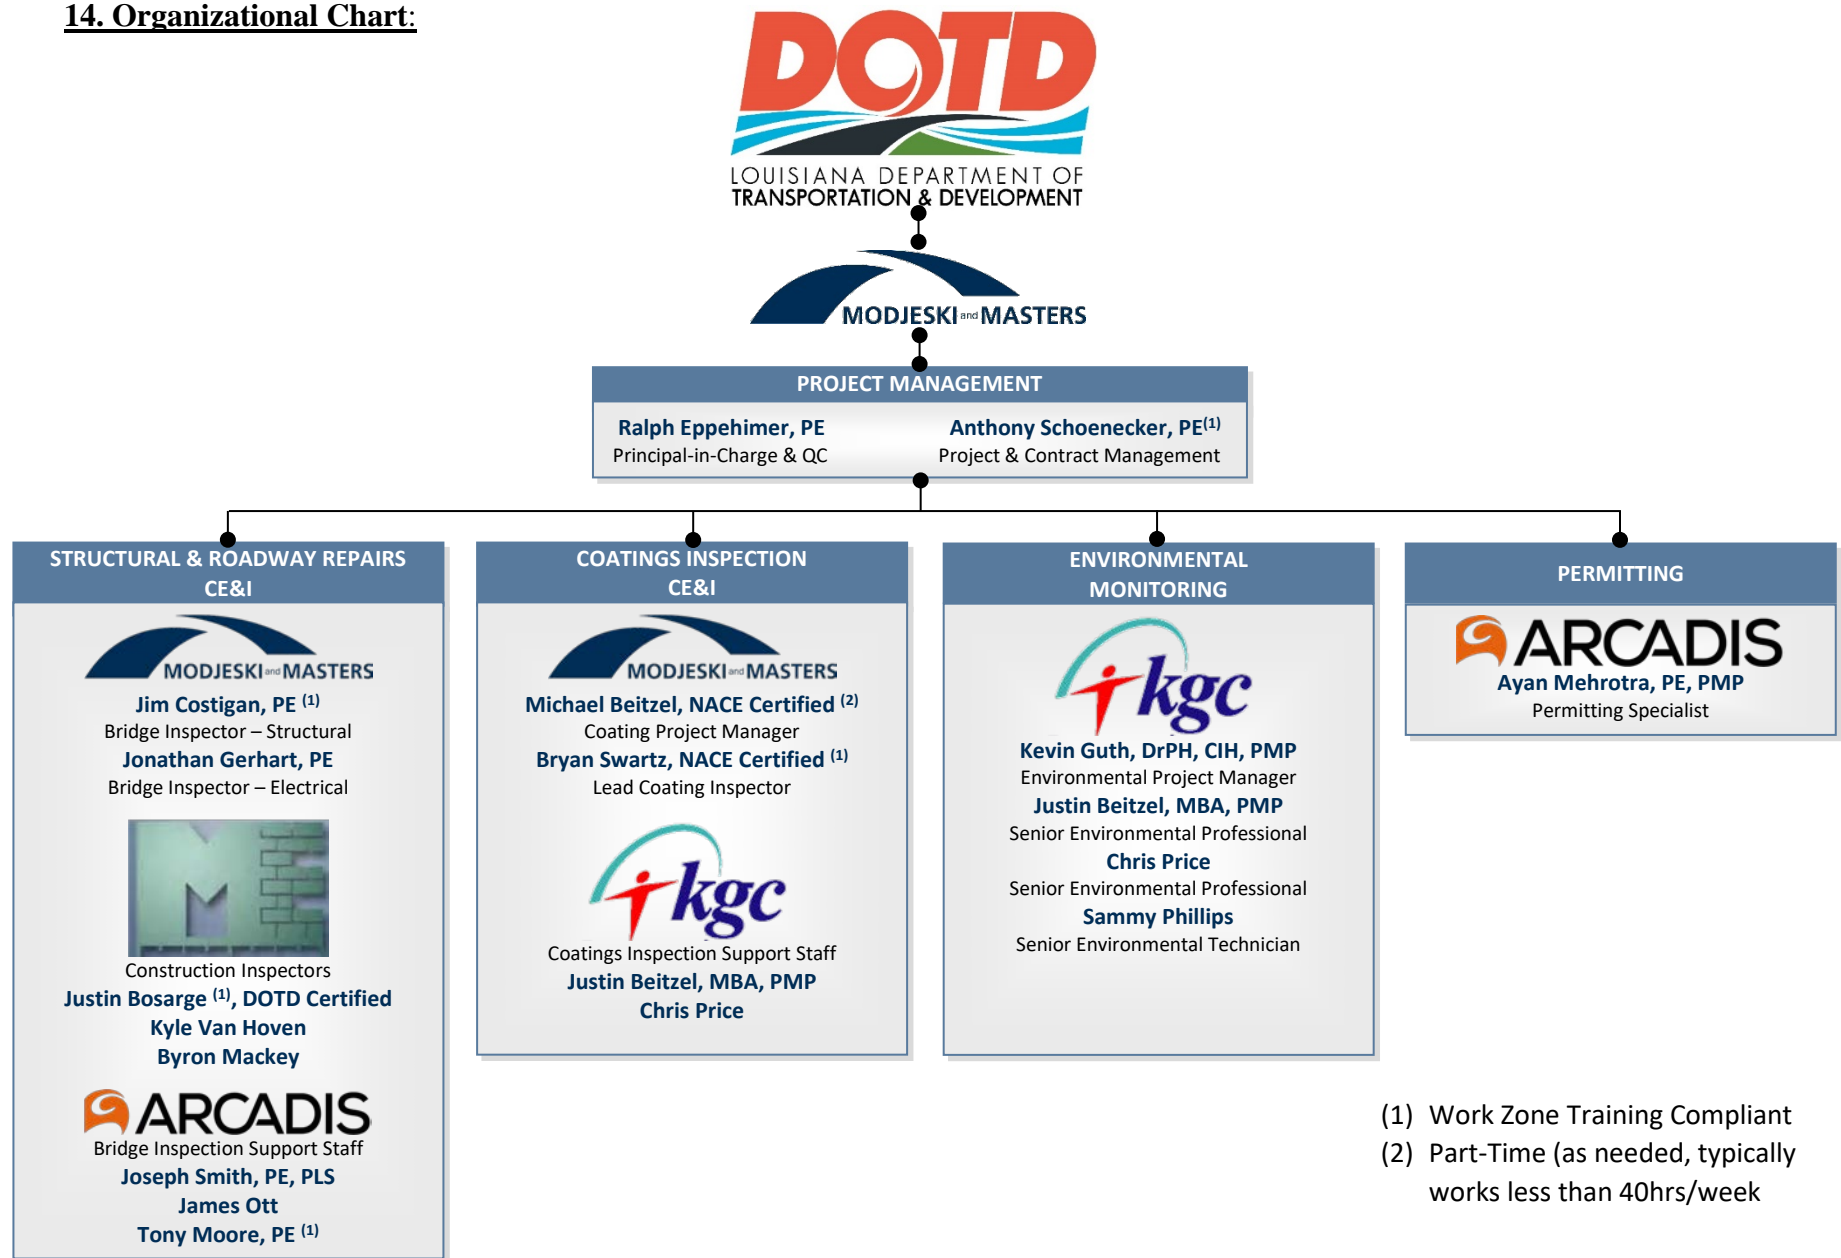 14. Organizational Chart:
DOTD
LOUISIANA DEPARTMENT OF
TRANSPORTATION & DEVELOPMENT
MODJESKI and MASTERS
PROJECT MANAGEMENT
Ralph Eppehimer, PE
Principal-in-Charge & QC
Anthony Schoenecker, PE(1)
Project & Contract Management
STRUCTURAL & ROADWAY REPAIRS
CE&I
MODJESKI and MASTERS
Jim Costigan, PE (1)
Bridge Inspector – Structural
Jonathan Gerhart, PE
Bridge Inspector – Electrical
ME
Construction Inspectors
Justin Bosarge (1), DOTD Certified
Kyle Van Hoven
Byron Mackey
ARCADIS
Bridge Inspection Support Staff
Joseph Smith, PE, PLS
James Ott
Tony Moore, PE (1)
COATINGS INSPECTION
CE&I
MODJESKI and MASTERS
Michael Beitzel, NACE Certified (2)
Coating Project Manager
Bryan Swartz, NACE Certified (1)
Lead Coating Inspector
kgc
Coatings Inspection Support Staff
Justin Beitzel, MBA, PMP
Chris Price
ENVIRONMENTAL
MONITORING
kgc
Kevin Guth, DrPH, CIH, PMP
Environmental Project Manager
Justin Beitzel, MBA, PMP
Senior Environmental Professional
Chris Price
Senior Environmental Professional
Sammy Phillips
Senior Environmental Technician
PERMITTING
ARCADIS
Ayan Mehrotra, PE, PMP
Permitting Specialist
(1) Work Zone Training Compliant
(2) Part-Time (as needed, typically
works less than 40hrs/week